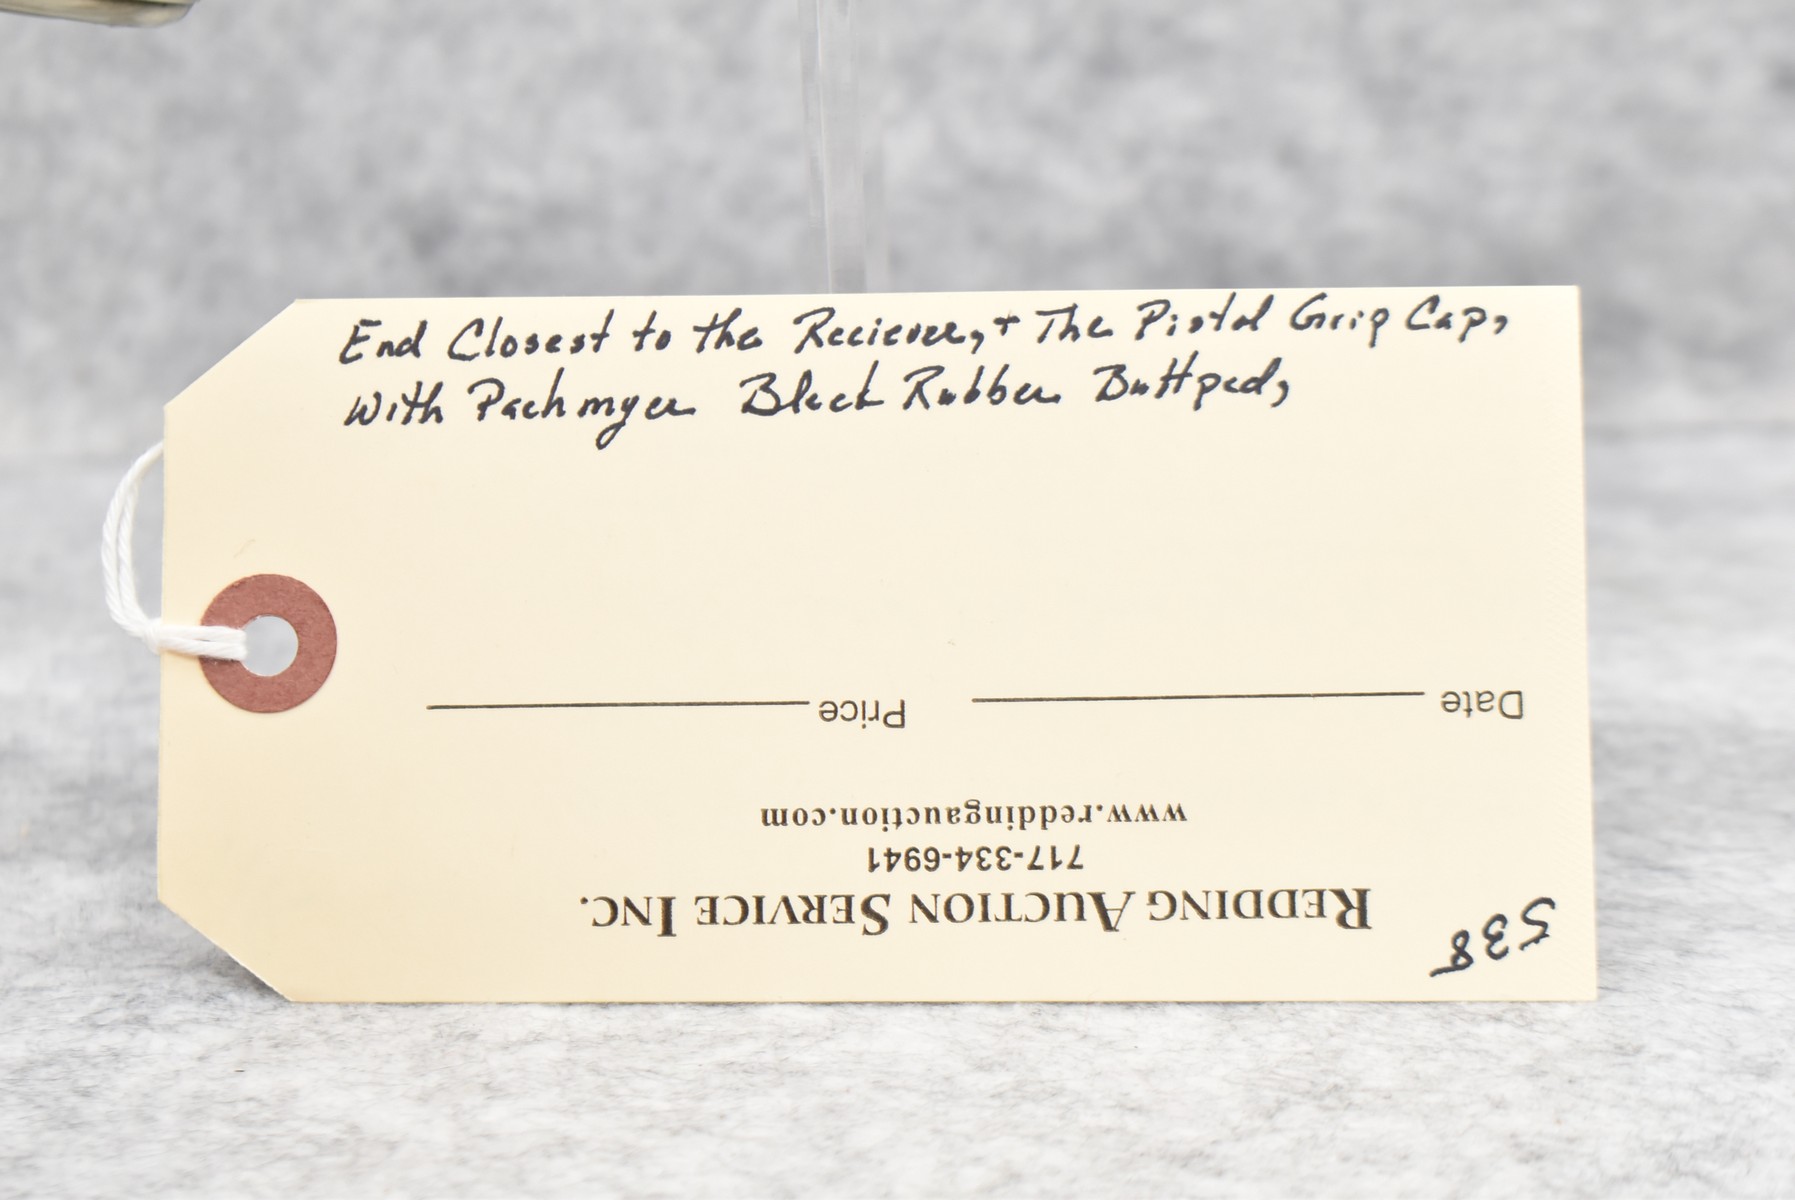 End Closest to the Reciever, + The Pistol Grip Cap,
With Pachmyer Black Rubber Buttpad,
Date Price
www.reddingauction.com
717-334-6941
REDDING AUCTION SERVICE INC.
538